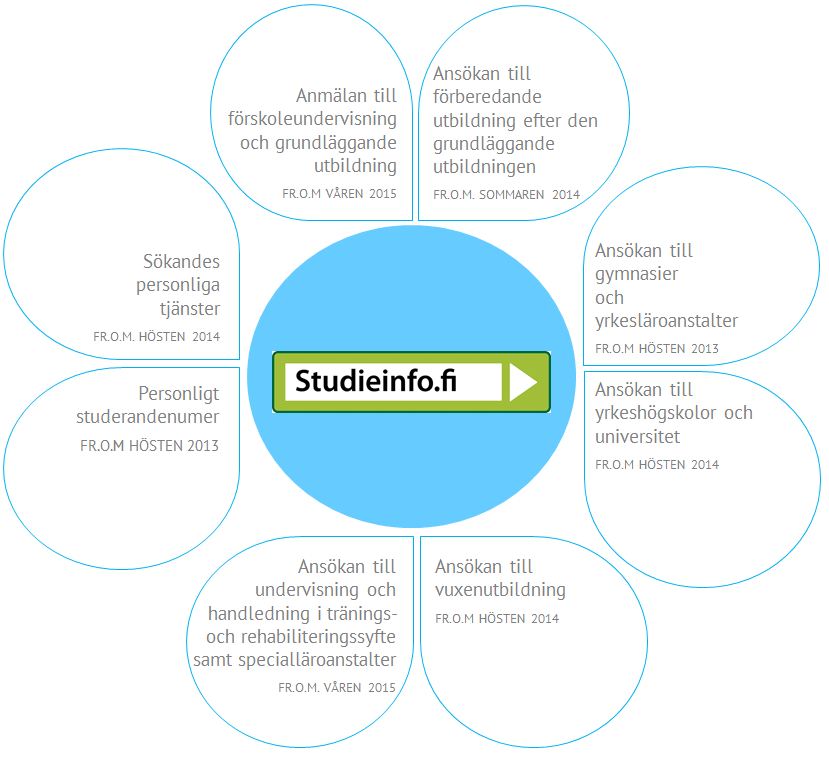 Anmälan till
förskoleundervisning
och grundläggande
utbildning
FR.O.M VÅREN 2015
Ansökan till
förberedande
utbildning efter den
grundläggande
utbildningen
FR.O.M. SOMMAREN 2014
Sökandes
personliga
tjänster
FR.O.M. HÖSTEN 2014
Ansökan till
gymnasier
och
yrkesläroanstalter
FR.O.M HÖSTEN 2013
Studieinfo.fi
Personligt
studerandenumer
FR.O.M HÖSTEN 2013
Ansökan till
yrkeshögskolor och
universitet
FR.O.M HÖSTEN 2014
Ansökan till
undervisning och
handledning i tränings-
och rehabiliteringssyfte
samt specialläroanstalter
FR.O.M. VÅREN 2015
Ansökan till
vuxenutbildning
FR.O.M HÖSTEN 2014